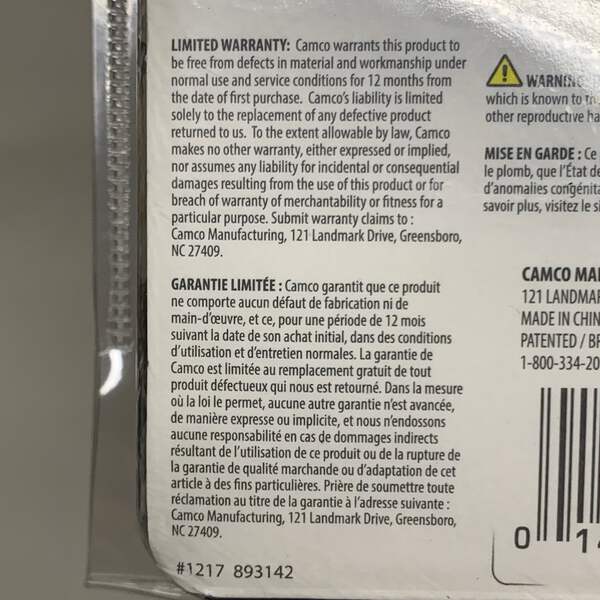 LIMITED WARRANTY: Camco warrants this product to
be free from defects in material and workmanship under
normal use and service conditions for 12 months from
the date of first purchase. Camco's liability is limited
solely to the replacement of any defective product
returned to us. To the extent allowable by law, Camco
makes no other warranty, either expressed or implied,
nor assumes any liability for incidental or consequential
damages resulting from the use of this product or for
breach of warranty of merchantability or fitness for a
particular purpose. Submit warranty claims to :
Camco Manufacturing, 121 Landmark Drive, Greensboro,
NC 27409.
GARANTIE LIMITÉE : Camco garantit que ce produit
ne comporte aucun défaut de fabrication ni de
main-d'œuvre, et ce, pour une période de 12 mois
suivant la date de son achat initial, dans des conditions
d'utilisation et d'entretien normales. La garantie de
Camco est limitée au remplacement gratuit de tout
produit défectueux qui nous est retourné. Dans la mesure
où la loi le permet, aucune autre garantie n'est avancée,
de manière expresse ou implicite, et nous n'endossons
aucune responsabilité en cas de dommages indirects
résultant de l'utilisation de ce produit ou de la rupture de
la garantie de qualité marchande ou d'adaptation de cet
article à des fins particulières. Prière de soumettre toute
réclamation au titre de la garantie à l'adresse suivante :
Camco Manufacturing, 121 Landmark Drive, Greensboro,
NC 27409.
#1217 893142
WARNING:
which is known to
other reproductive ha
MISE EN GARDE : Ce
le plomb, que l'État de
d'anomalies congénita
savoir plus, visitez le si
CAMCO MA
121 LANDMAR
MADE IN CHIN
PATENTED / BR
1-800-334-20
0 14